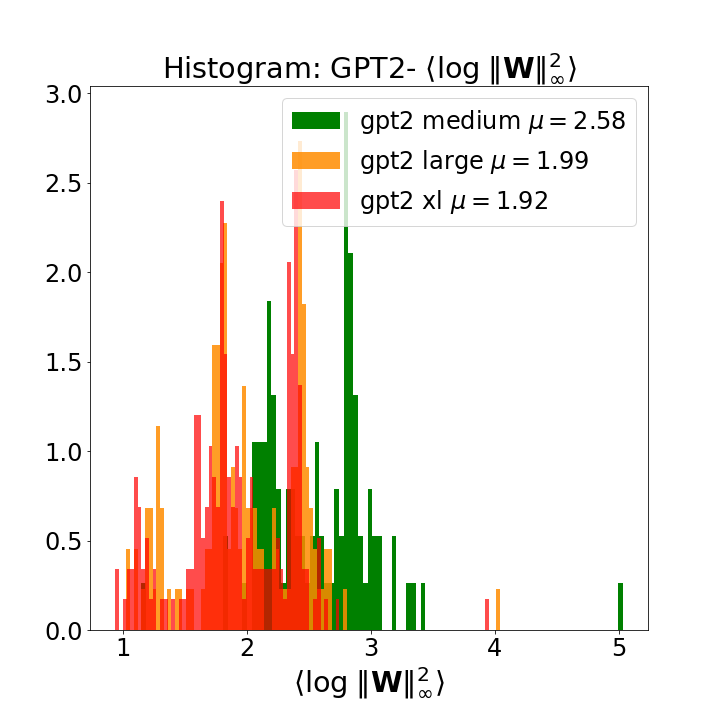 Histogram: GPT2- ⟨log ‖W‖²∞⟩
3.0
2.5
2.0
1.5
1.0
0.5
0.0
gpt2 medium μ = 2.58
gpt2 large μ = 1.99
gpt2 xl μ = 1.92
1 2 3 4 5
⟨log ‖W‖²∞⟩